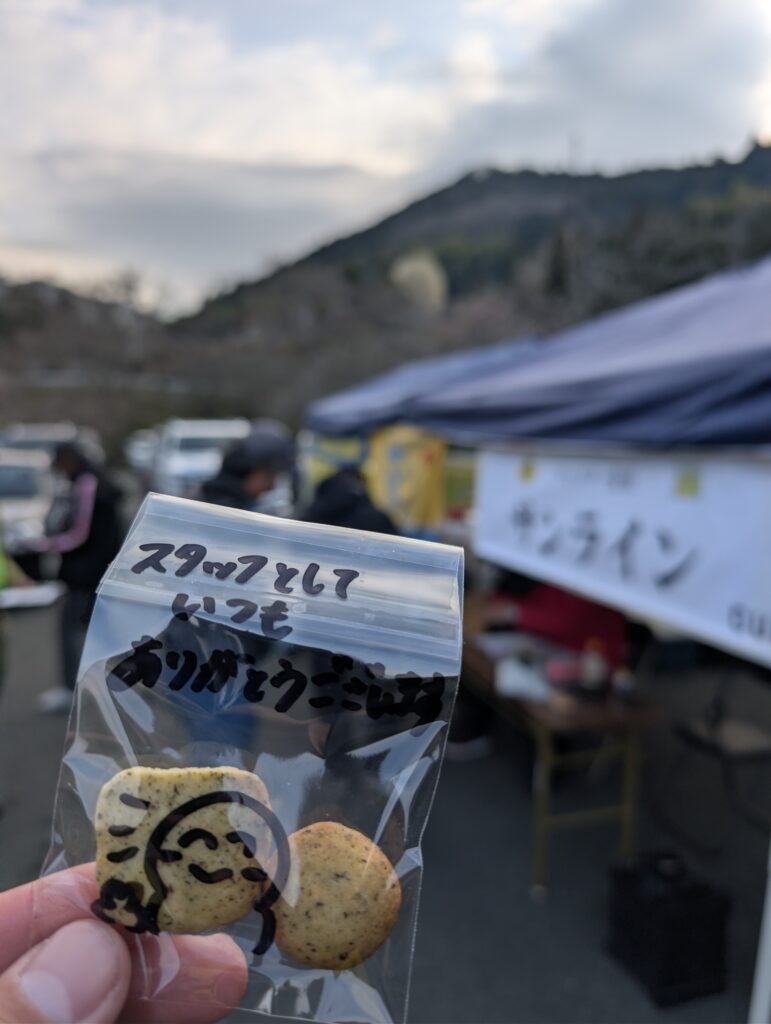 スタッフとして
いつも
ありがとうございます
サンライン
SU